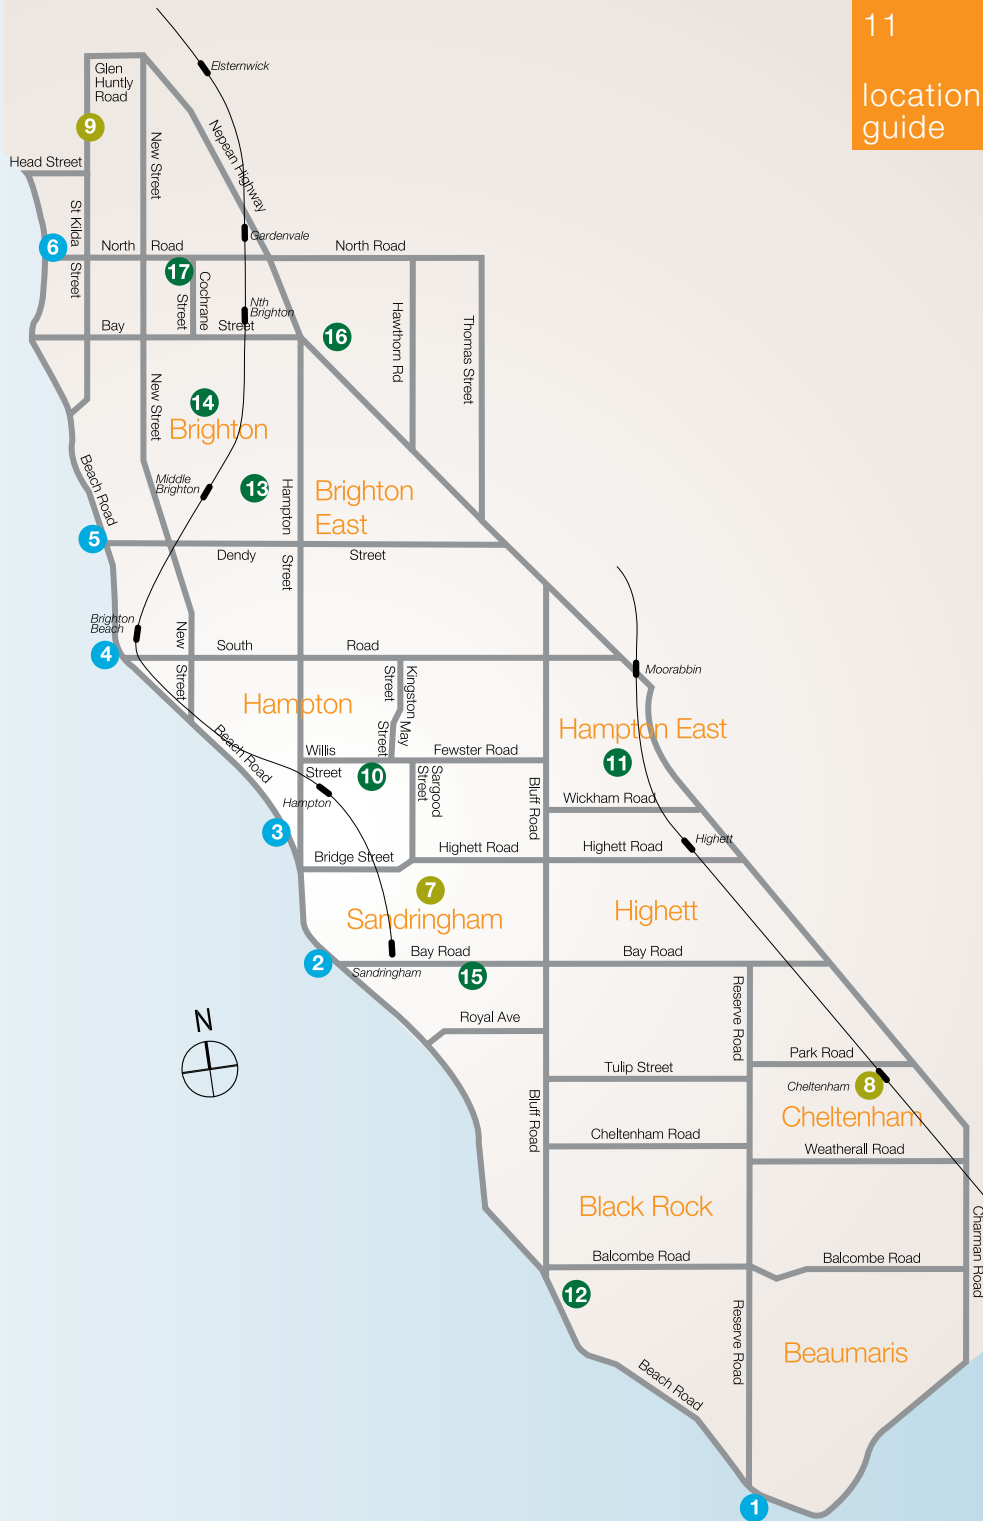 11
location
guide
Elsternwick
Glen
Huntly
Road
9
New Street
Nepean Highway
Head Street
St Kilda
Street
6
North
Road
Gardenvale
North Road
17
Cochrane
Street
Nth
Brighton
Bay
Street
16
Hawthorn Rd
Thomas Street
New Street
14
Brighton
Middle
Brighton
13
Hampton
Street
Brighton
East
Beach Road
5
Dendy
Street
Brighton
Beach
4
New
Street
South
Road
Moorabbin
Kingston
Street
May
Street
Hampton
Hampton East
Beach Road
Willis
Street
Fewster Road
10
11
Sargood
Street
Bluff Road
Wickham Road
Hampton
3
Bridge Street
Highett Road
Highett Road
Highett
7
Sandringham
Highett
Bay Road
Bay Road
2
Sandringham
15
Reserve Road
Royal Ave
N
Park Road
Tulip Street
Cheltenham
8
Bluff Road
Cheltenham
Cheltenham Road
Weatherall Road
Black Rock
Charman Road
Balcombe Road
Balcombe Road
12
Reserve Road
Beaumaris
Beach Road
1